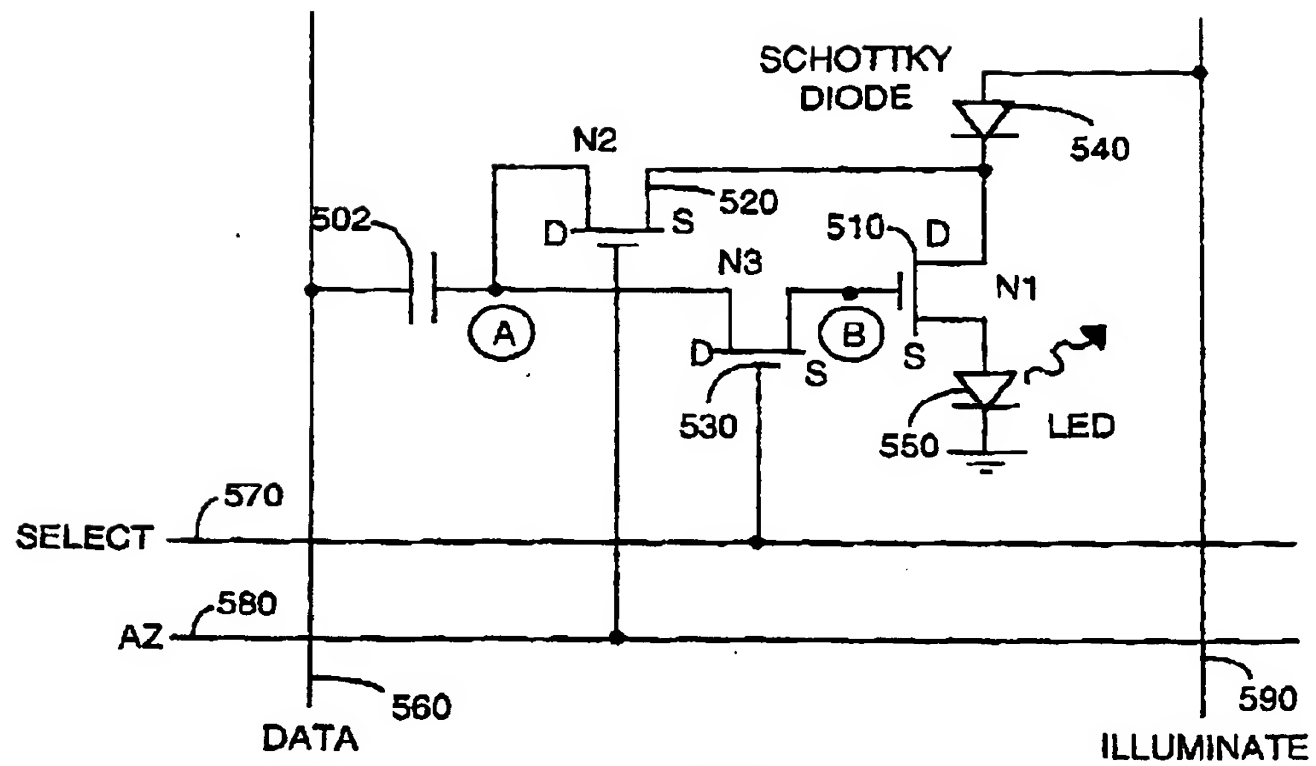 SCHOTTKY
DIODE
540
N2
502
D
S
520
510
D
N3
N1
A
D
S
B
S
530
550
LED
570
SELECT
580
AZ
560
590
DATA
ILLUMINATE